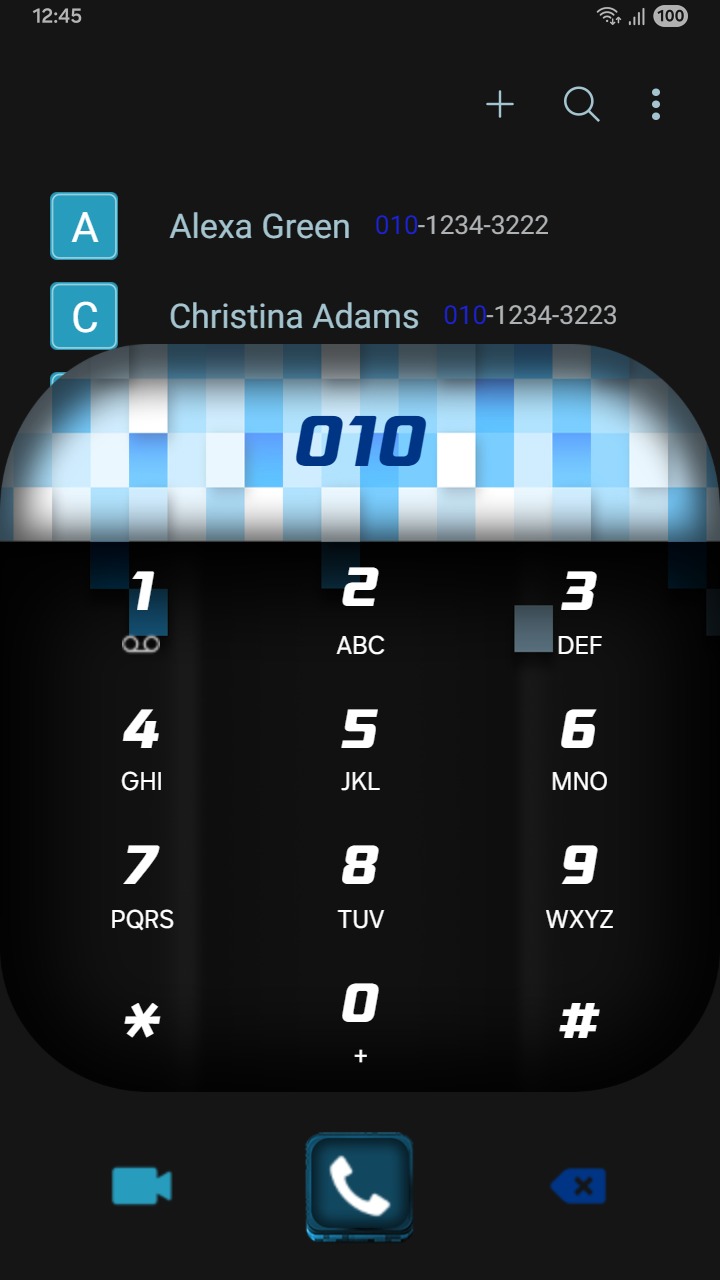 12:45 100
A Alexa Green 010-1234-3222
C Christina Adams 010-1234-3223
010
1 2 3
ABC DEF
4 5 6
GHI JKL MNO
7 8 9
PQRS TUV WXYZ
* 0 #
+